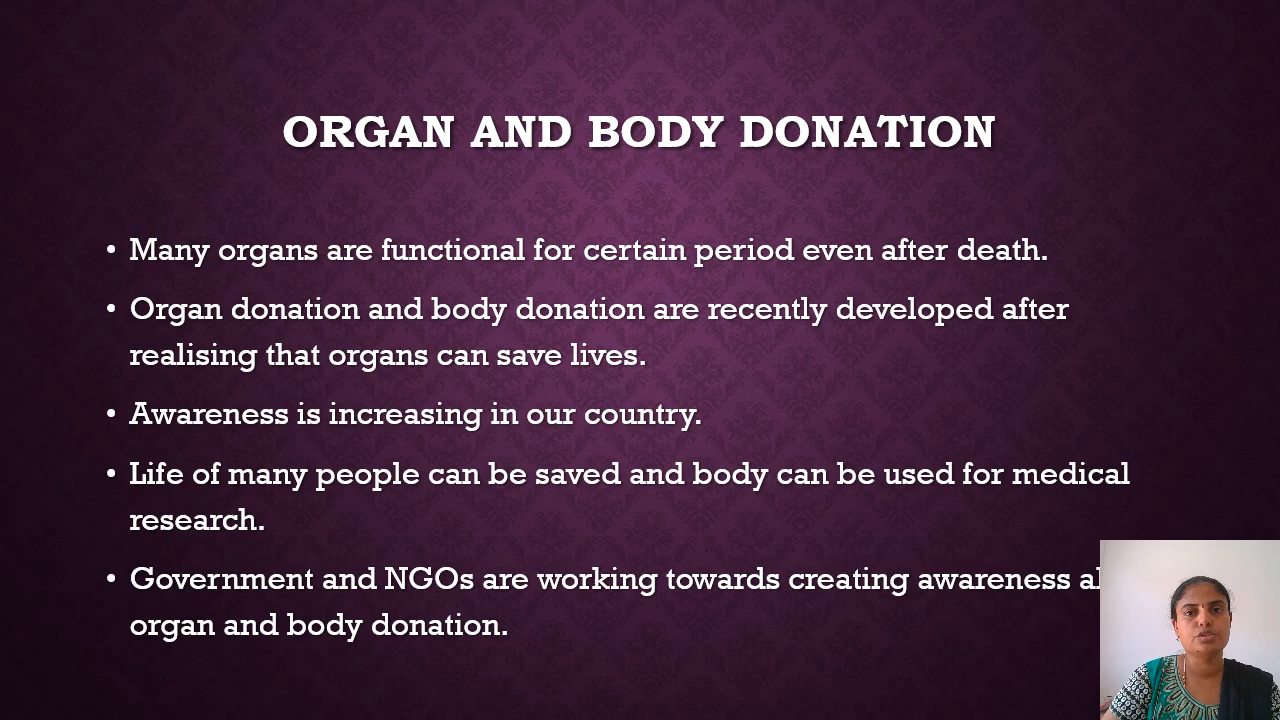 ORGAN AND BODY DONATION
• Many organs are functional for certain period even after death.
• Organ donation and body donation are recently developed after
realising that organs can save lives.
• Awareness is increasing in our country.
• Life of many people can be saved and body can be used for medical
research.
• Government and NGOs are working towards creating awareness
organ and body donation.